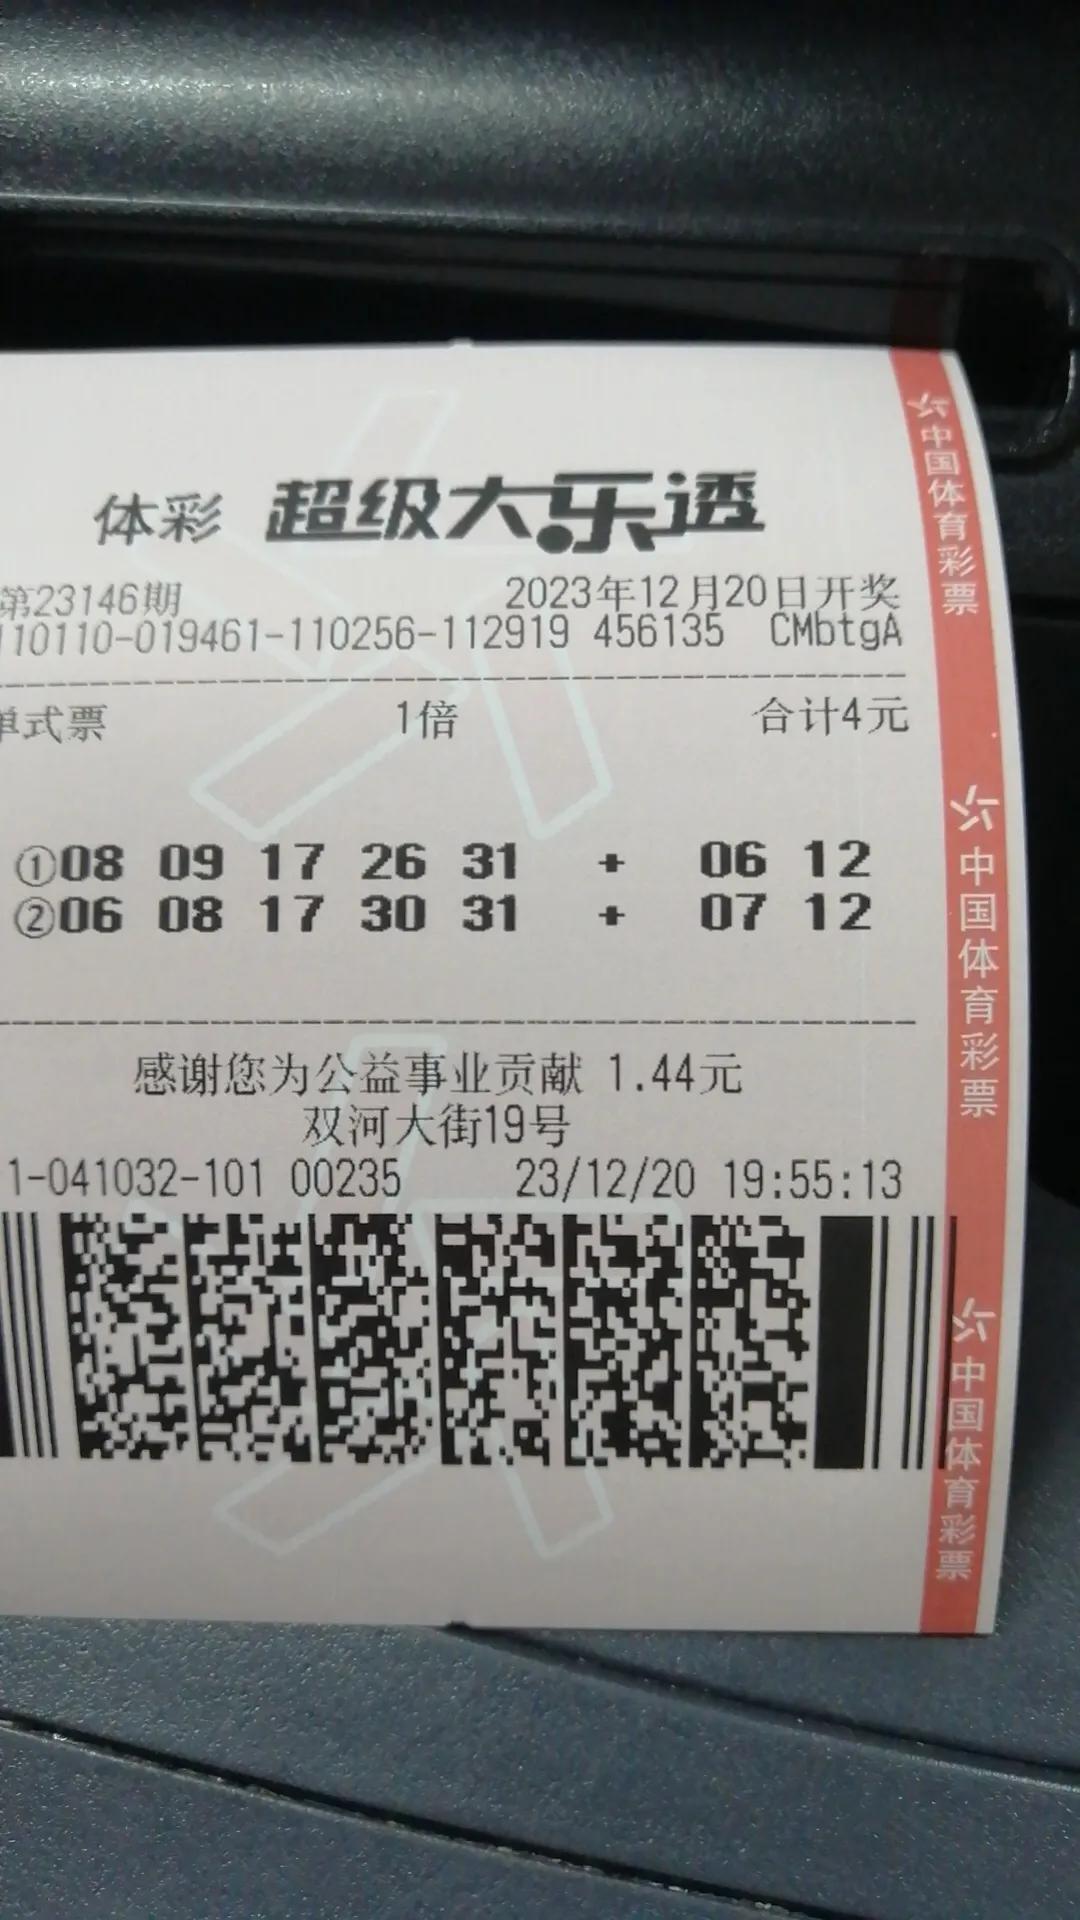 体彩 超级大乐透
第23146期 2023年12月20日开奖
110110-019461-110256-112919 456135 CMbtgA
单式票 1倍 合计4元
①08 09 17 26 31 + 06 12
②06 08 17 30 31 + 07 12
感谢您为公益事业贡献 1.44元
双河大街19号
1-041032-101 00235 23/12/20 19:55:13
中国体育彩票
中国体育彩票
中国体育彩票